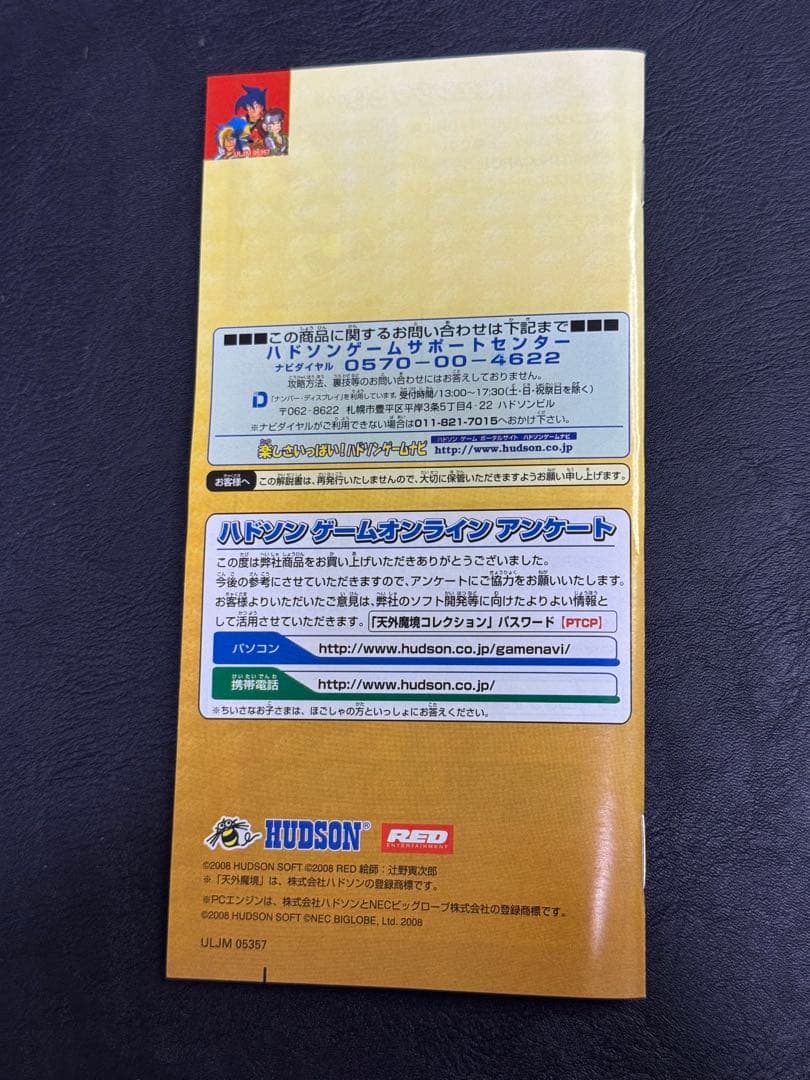 ULJM 05357
■■■この商品に関するお問い合わせは下記まで■■■
ハドソンゲームサポートセンター
ナビダイヤル 0570-00-4622
攻略方法、裏技等のお問い合わせにはお答えしておりません。
「ナンバー・ディスプレイ」を利用しています。受付時間/13:00~17:30(土・日・祝祭日を除く)
〒062-8622 札幌市豊平区平岸3条5丁目4-22 ハドソンビル
※ナビダイヤルがご利用できない場合は011-821-7015へおかけ下さい。
ハドソン ゲーム ポータルサイト ハドソンゲームナビ
楽しさいっぱい!ハドソンゲームナビ http://www.hudson.co.jp
お客様へ この解説書は、再発行いたしませんので、大切に保管いただきますようお願い申し上げます。
ハドソン ゲームオンライン アンケート
この度は弊社商品をお買い上げいただきありがとうございました。
今後の参考にさせていただきますので、アンケートにご協力をお願いいたします。
お客様よりいただいたご意見は、弊社のソフト開発等に向けたよりよい情報と
して活用させていただきます。「天外魔境コレクション」パスワード【PTCP】
パソコン http://www.hudson.co.jp/gamenavi/
携帯電話 http://www.hudson.co.jp/
※ちいさなお子さまは、ほごしゃの方といっしょにお答えください。
HUDSON® RED
ENTERTAINMENT
©2008 HUDSON SOFT ©2008 RED 絵師:辻野寅次郎
※「天外魔境」は、株式会社ハドソンの登録商標です。
※PCエンジンは、株式会社ハドソンとNECビッグローブ株式会社の登録商標です。
©2008 HUDSON SOFT ©NEC BIGLOBE, Ltd. 2008
ULJM 05357